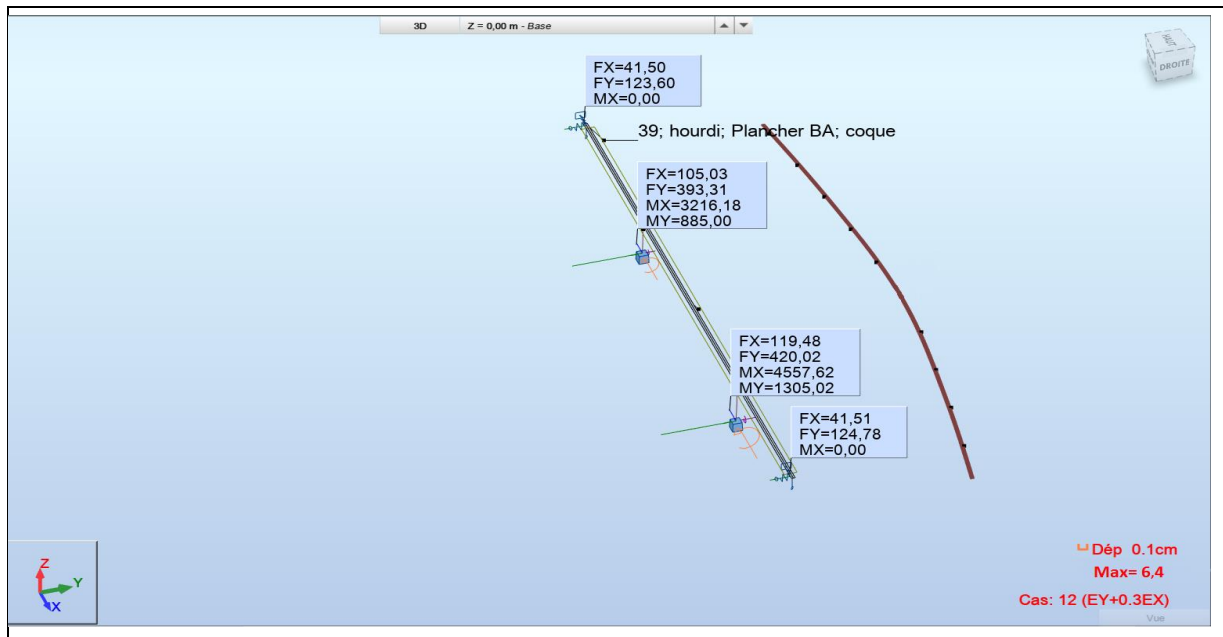 3D Z = 0,00 m - Base
HAUT
DROITE
FX=41,50
FY=123,60
MX=0,00
39; hourdi; Plancher BA; coque
FX=105,03
FY=393,31
MX=3216,18
MY=885,00
FX=119,48
FY=420,02
MX=4557,62
MY=1305,02
FX=41,51
FY=124,78
MX=0,00
Z
Y
X
Dép 0.1cm
Max= 6,4
Cas: 12 (EY+0.3EX)
Vue